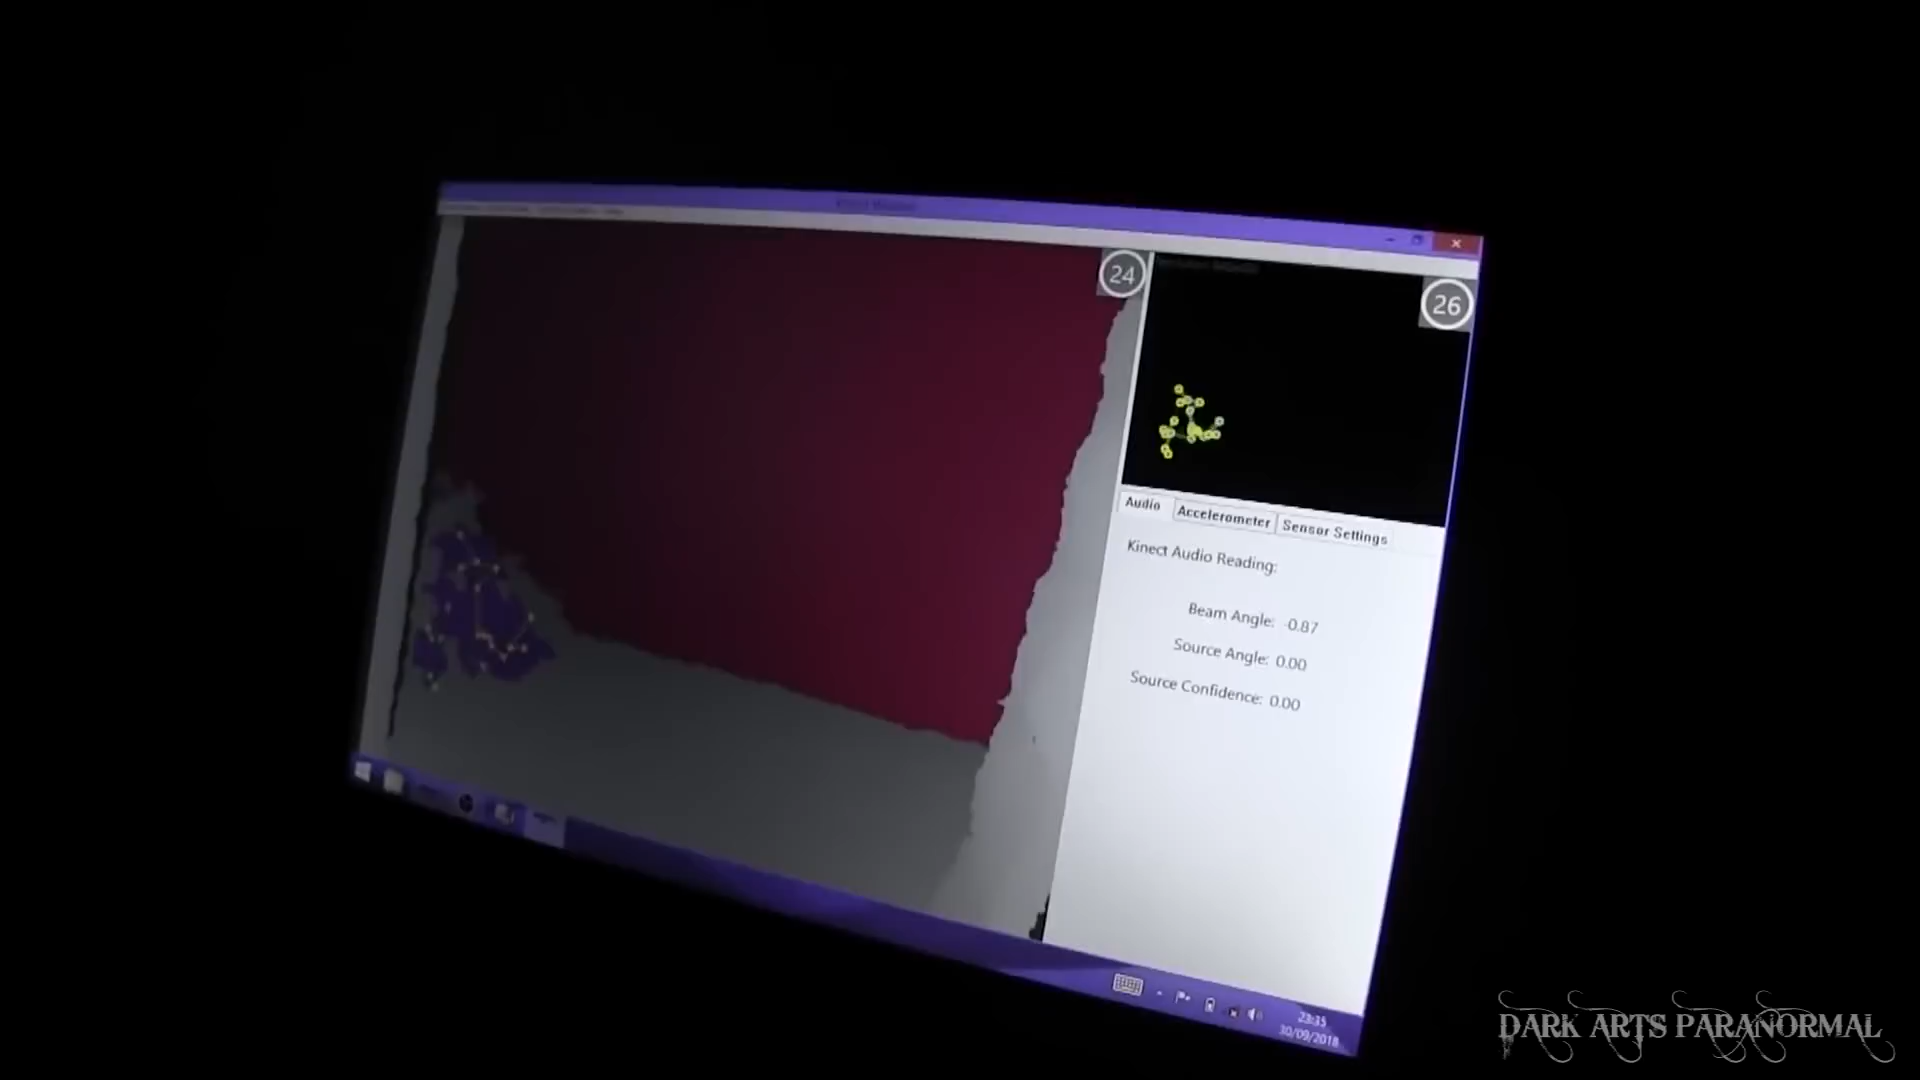 24
26
Audio
Accelerometer
Sensor Settings
Kinect Audio Reading:
Beam Angle: -0.87
Source Angle: 0.00
Source Confidence: 0.00
23:35
30/09/2018
DARK ARTS PARANORMAL